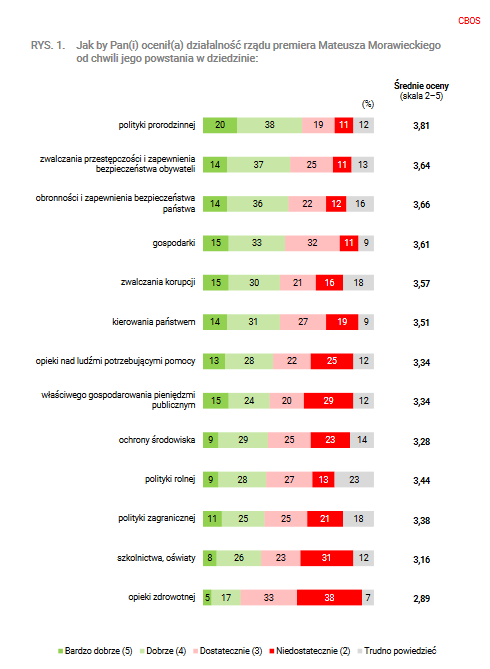 CBOS
RYS. 1. Jak by Pan(i) ocenił(a) działalność rządu premiera Mateusza Morawieckiego
od chwili jego powstania w dziedzinie:
Średnie oceny
(skala 2–5)
(%)
polityki prorodzinnej 20 38 19 11 12 3,81
zwalczania przestępczości i zapewnienia
bezpieczeństwa obywateli 14 37 25 11 13 3,64
obronności i zapewnienia bezpieczeństwa
państwa 14 36 22 12 16 3,66
gospodarki 15 33 32 11 9 3,61
zwalczania korupcji 15 30 21 16 18 3,57
kierowania państwem 14 31 27 19 9 3,51
opieki nad ludźmi potrzebującymi pomocy 13 28 22 25 12 3,34
właściwego gospodarowania pieniędzmi
publicznym 15 24 20 29 12 3,34
ochrony środowiska 9 29 25 23 14 3,28
polityki rolnej 9 28 27 13 23 3,44
polityki zagranicznej 11 25 25 21 18 3,38
szkolnictwa, oświaty 8 26 23 31 12 3,16
opieki zdrowotnej 5 17 33 38 7 2,89
Bardzo dobrze (5) Dobrze (4) Dostatecznie (3) Niedostatecznie (2) Trudno powiedzieć